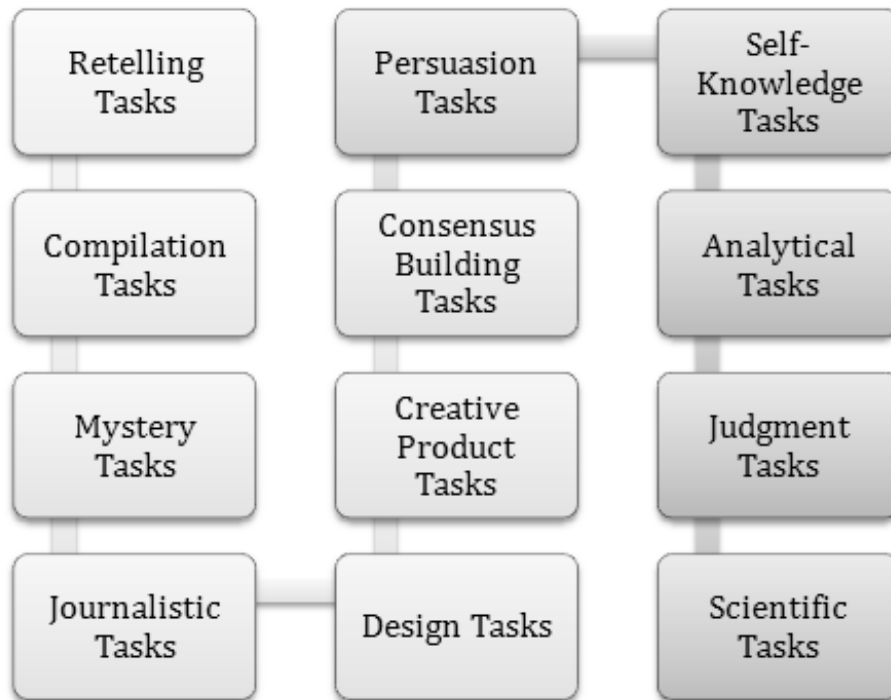 Retelling
Tasks
Compilation
Tasks
Mystery
Tasks
Journalistic
Tasks
Design Tasks
Creative
Product
Tasks
Consensus
Building
Tasks
Persuasion
Tasks
Self-
Knowledge
Tasks
Analytical
Tasks
Judgment
Tasks
Scientific
Tasks